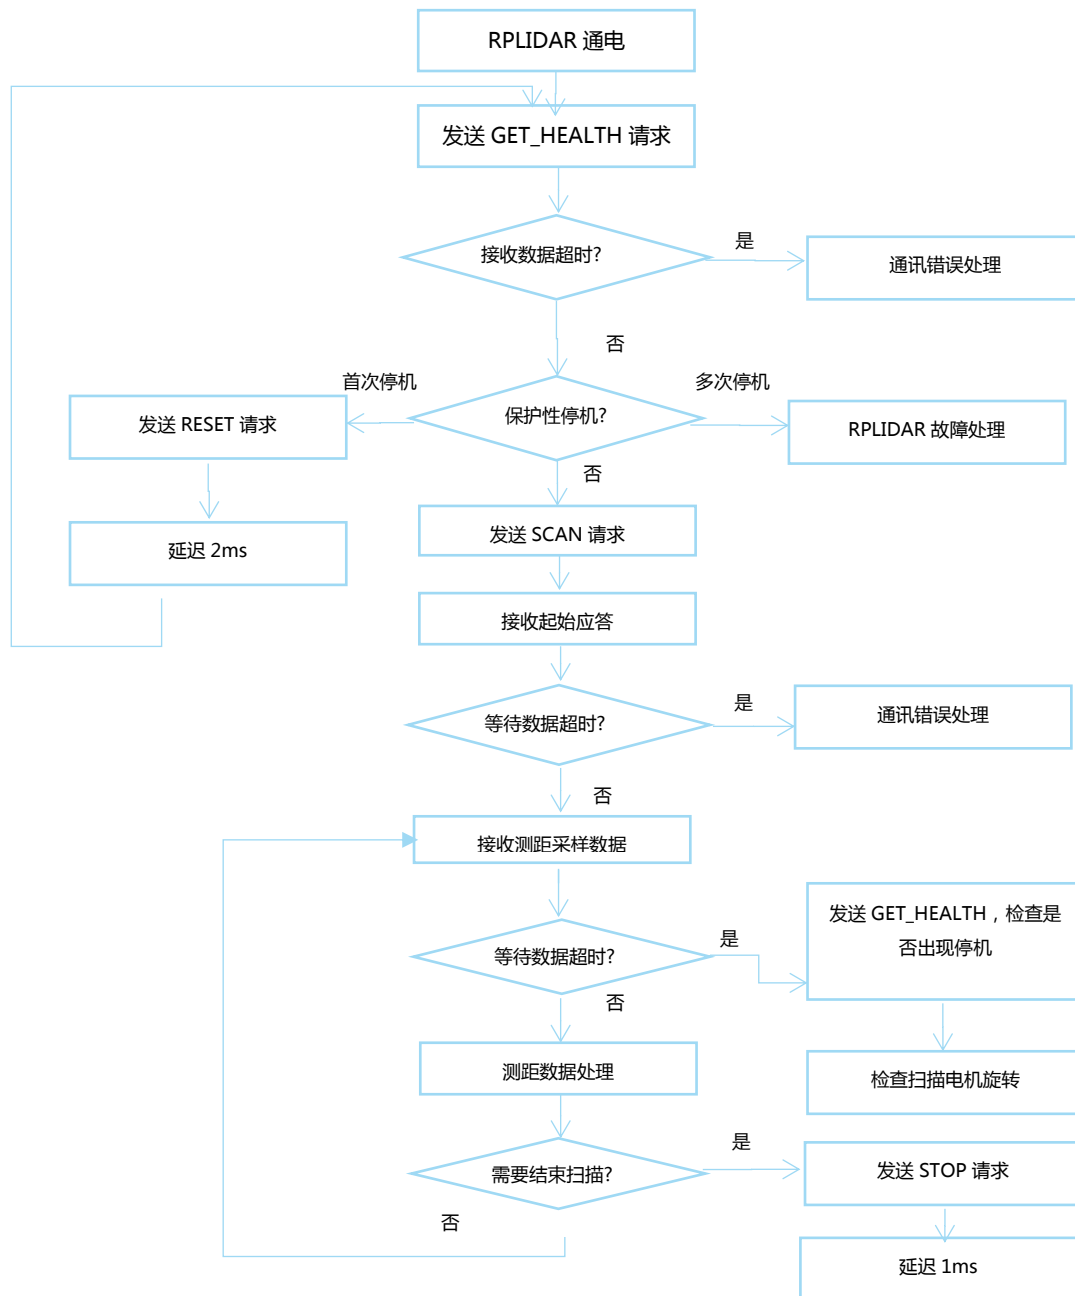 RPLIDAR 通电
发送 GET_HEALTH 请求
接收数据超时?
是
通讯错误处理
否
首次停机
多次停机
发送 RESET 请求
保护性停机?
RPLIDAR 故障处理
否
延迟 2ms
发送 SCAN 请求
接收起始应答
等待数据超时?
是
通讯错误处理
否
接收测距采样数据
等待数据超时?
是
发送 GET_HEALTH，检查是
否出现停机
否
测距数据处理
检查扫描电机旋转
需要结束扫描?
是
发送 STOP 请求
否
延迟 1ms